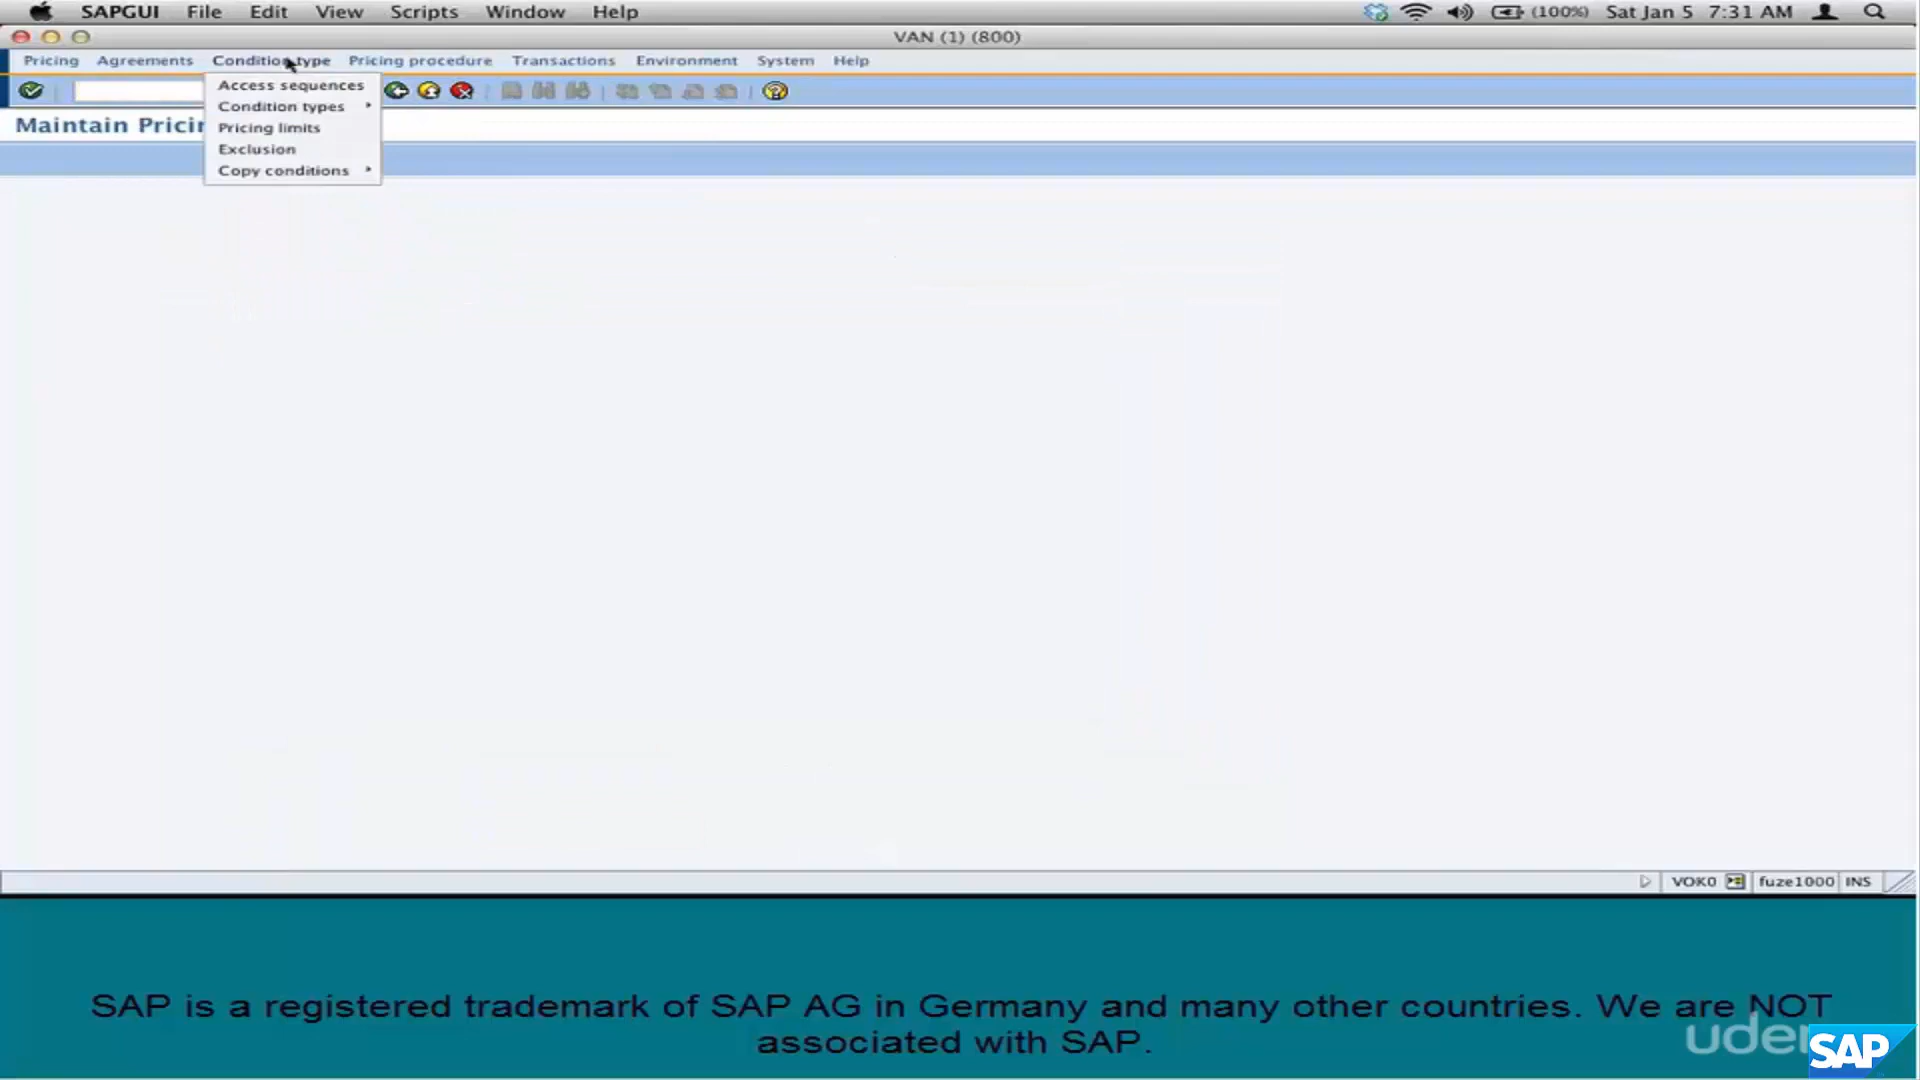 SAPGUI File Edit View Scripts Window Help (100%) Sat Jan 5 7:31 AM
VAN (1) (800)
Pricing Agreements Condition type Pricing procedure Transactions Environment System Help
Access sequences
Condition types
Maintain
Pricing limits
Exclusion
Copy conditions
VOK0 fuze1000 INS
SAP is a registered trademark of SAP AG in Germany and many other countries. We are NOT
associated with SAP.
SAP